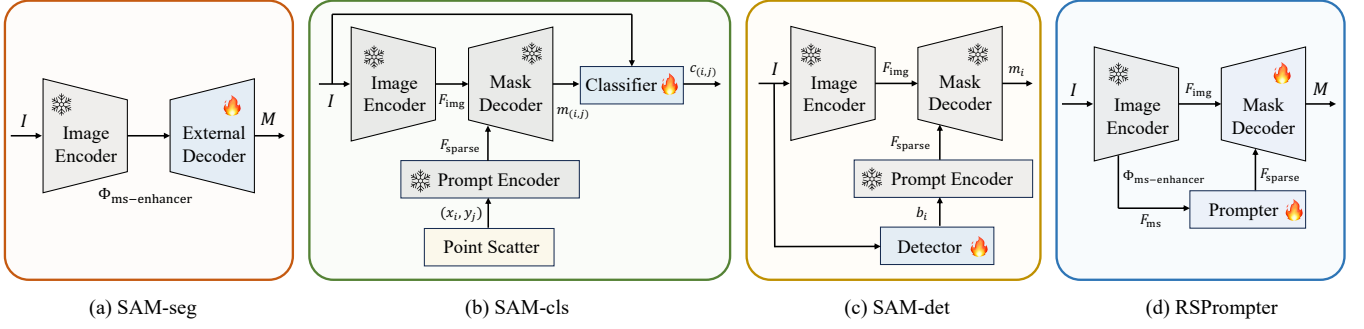 I
Image
Encoder
External
Decoder
M
Φms−enhancer
(a) SAM-seg
I
Image
Encoder
Fimg
Mask
Decoder
m(i,j)
Classifier
c(i,j)
Fsparse
Prompt Encoder
(xi, yj)
Point Scatter
(b) SAM-cls
I
Image
Encoder
Fimg
Mask
Decoder
mi
Fsparse
Prompt Encoder
bi
Detector
(c) SAM-det
I
Image
Encoder
Fimg
Mask
Decoder
M
Φms−enhancer
Fsparse
Fms
Prompter
(d) RSPrompter